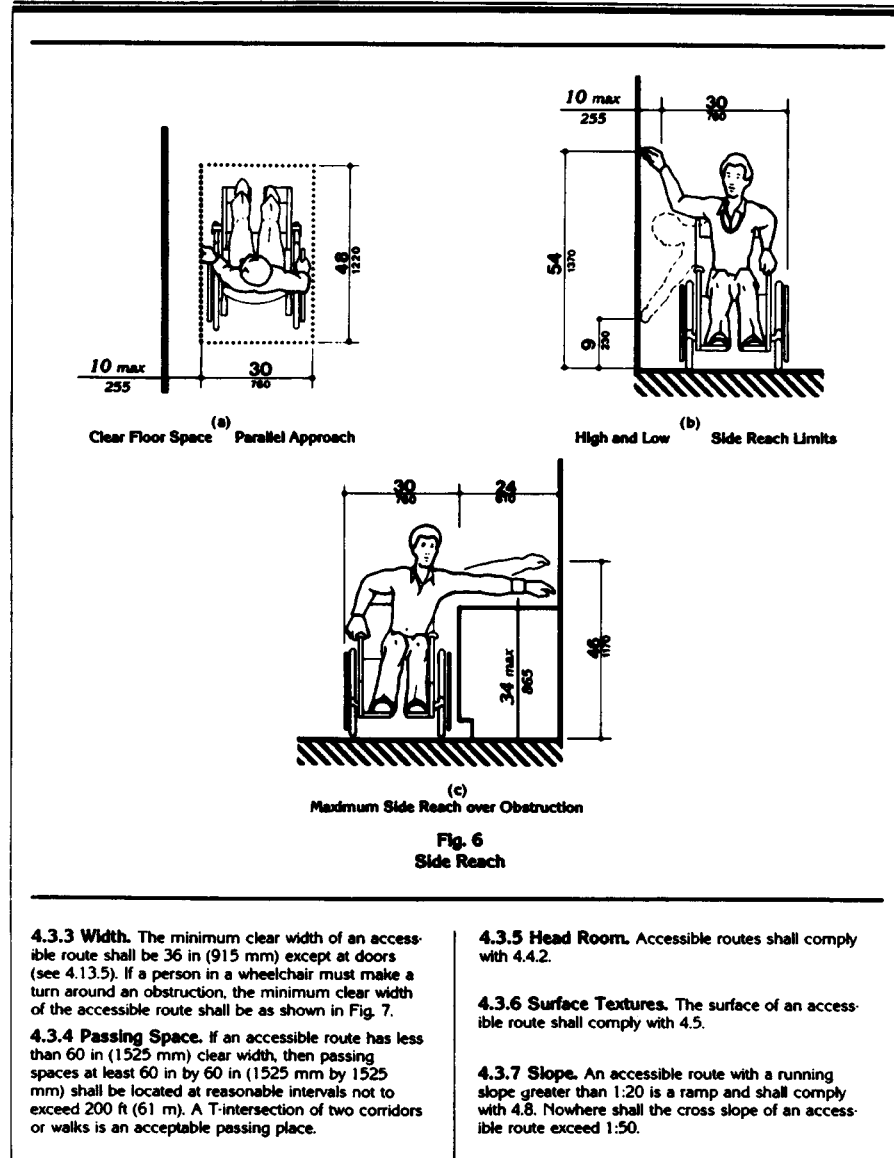 10 max
255
30
760
48
1220
(a)
Clear Floor Space Parallel Approach
10 max
255
30
760
54
1370
9
230
(b)
High and Low Side Reach Limits
30
760
24
610
34 max
865
46
1170
(c)
Maximum Side Reach over Obstruction
Fig. 6
Side Reach
4.3.3 Width. The minimum clear width of an access-
ible route shall be 36 in (915 mm) except at doors
(see 4.13.5). If a person in a wheelchair must make a
turn around an obstruction, the minimum clear width
of the accessible route shall be as shown in Fig. 7.
4.3.4 Passing Space. If an accessible route has less
than 60 in (1525 mm) clear width, then passing
spaces at least 60 in by 60 in (1525 mm by 1525
mm) shall be located at reasonable intervals not to
exceed 200 ft (61 m). A T-intersection of two corridors
or walks is an acceptable passing place.
4.3.5 Head Room. Accessible routes shall comply
with 4.4.2.
4.3.6 Surface Textures. The surface of an access-
ible route shall comply with 4.5.
4.3.7 Slope. An accessible route with a running
slope greater than 1:20 is a ramp and shall comply
with 4.8. Nowhere shall the cross slope of an access-
ible route exceed 1:50.